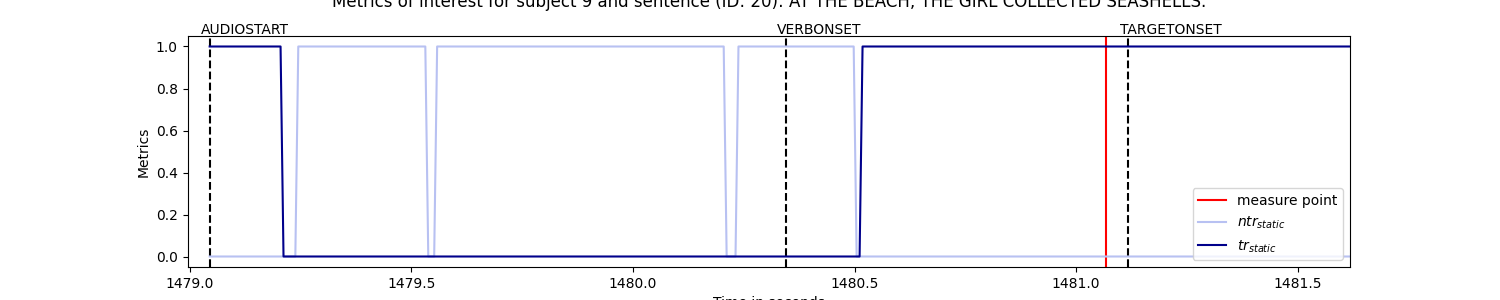 Metrics of interest for subject 9 and sentence (ID: 20): AT THE BEACH, THE GIRL COLLECTED SEASHELLS.
AUDIOSTART VERBONSET TARGETONSET
1.0
0.8
0.6
0.4
0.2
0.0
Metrics
measure point
ntr_static
tr_static
1479.0 1479.5 1480.0 1480.5 1481.0 1481.5
Time in seconds